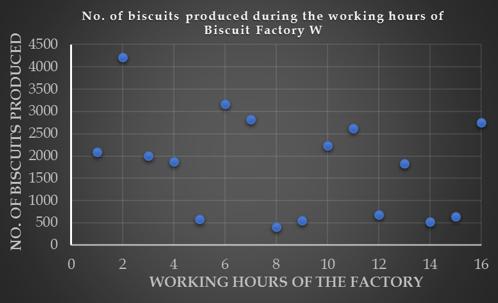 No. of biscuits produced during the working hours of
Biscuit Factory W
NO. OF BISCUITS PRODUCED
4500
4000
3500
3000
2500
2000
1500
1000
500
0
0 2 4 6 8 10 12 14 16
WORKING HOURS OF THE FACTORY